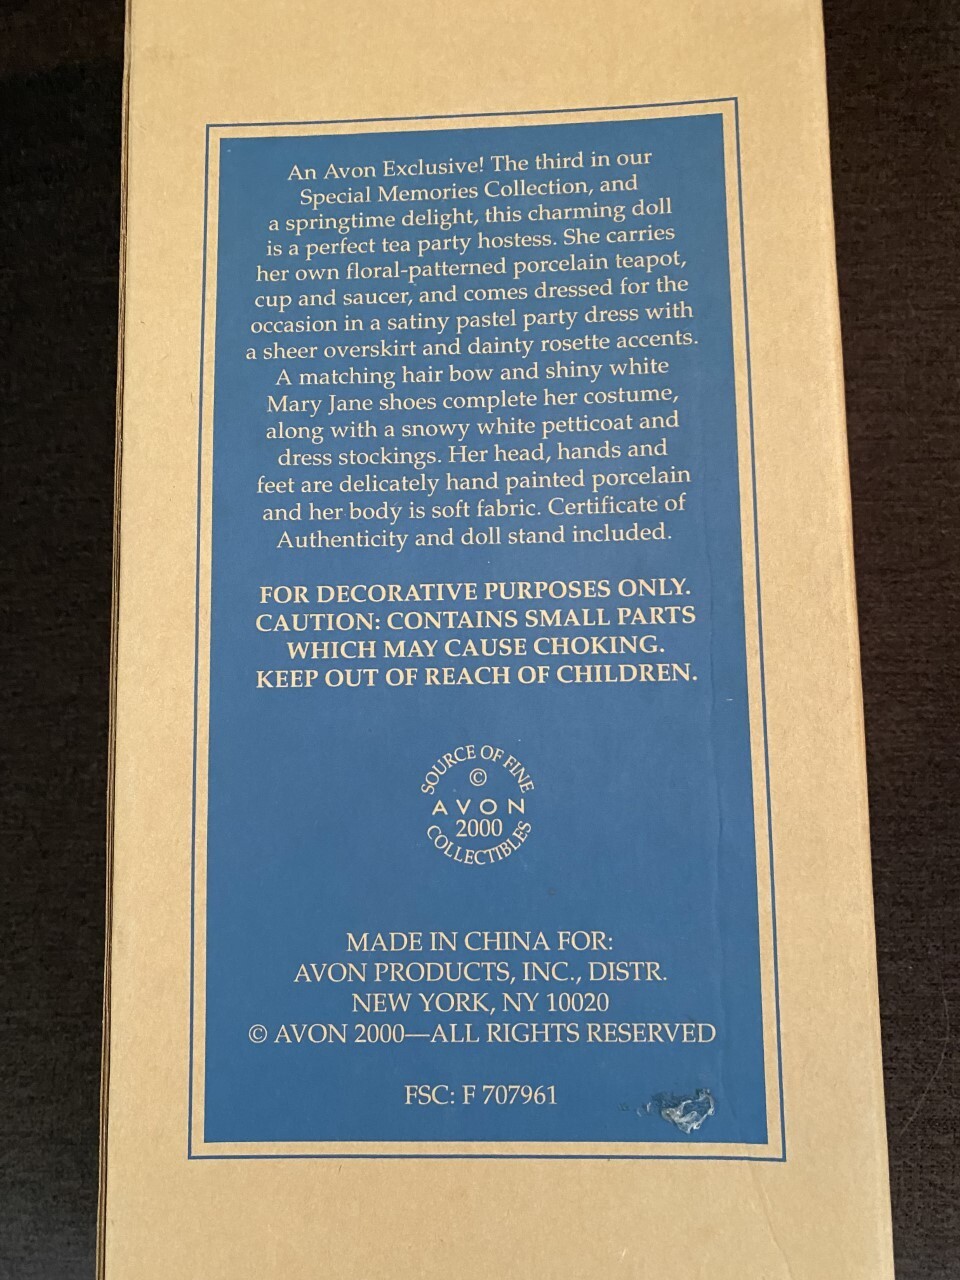 An Avon Exclusive! The third in our
Special Memories Collection, and
a springtime delight, this charming doll
is a perfect tea party hostess. She carries
her own floral-patterned porcelain teapot,
cup and saucer, and comes dressed for the
occasion in a satiny pastel party dress with
a sheer overskirt and dainty rosette accents.
A matching hair bow and shiny white
Mary Jane shoes complete her costume,
along with a snowy white petticoat and
dress stockings. Her head, hands and
feet are delicately hand painted porcelain
and her body is soft fabric. Certificate of
Authenticity and doll stand included.
FOR DECORATIVE PURPOSES ONLY.
CAUTION: CONTAINS SMALL PARTS
WHICH MAY CAUSE CHOKING.
KEEP OUT OF REACH OF CHILDREN.
SOURCE OF FINE
©
AVON
2000
COLLECTIBLES
MADE IN CHINA FOR:
AVON PRODUCTS, INC., DISTR.
NEW YORK, NY 10020
© AVON 2000—ALL RIGHTS RESERVED
FSC: F 707961